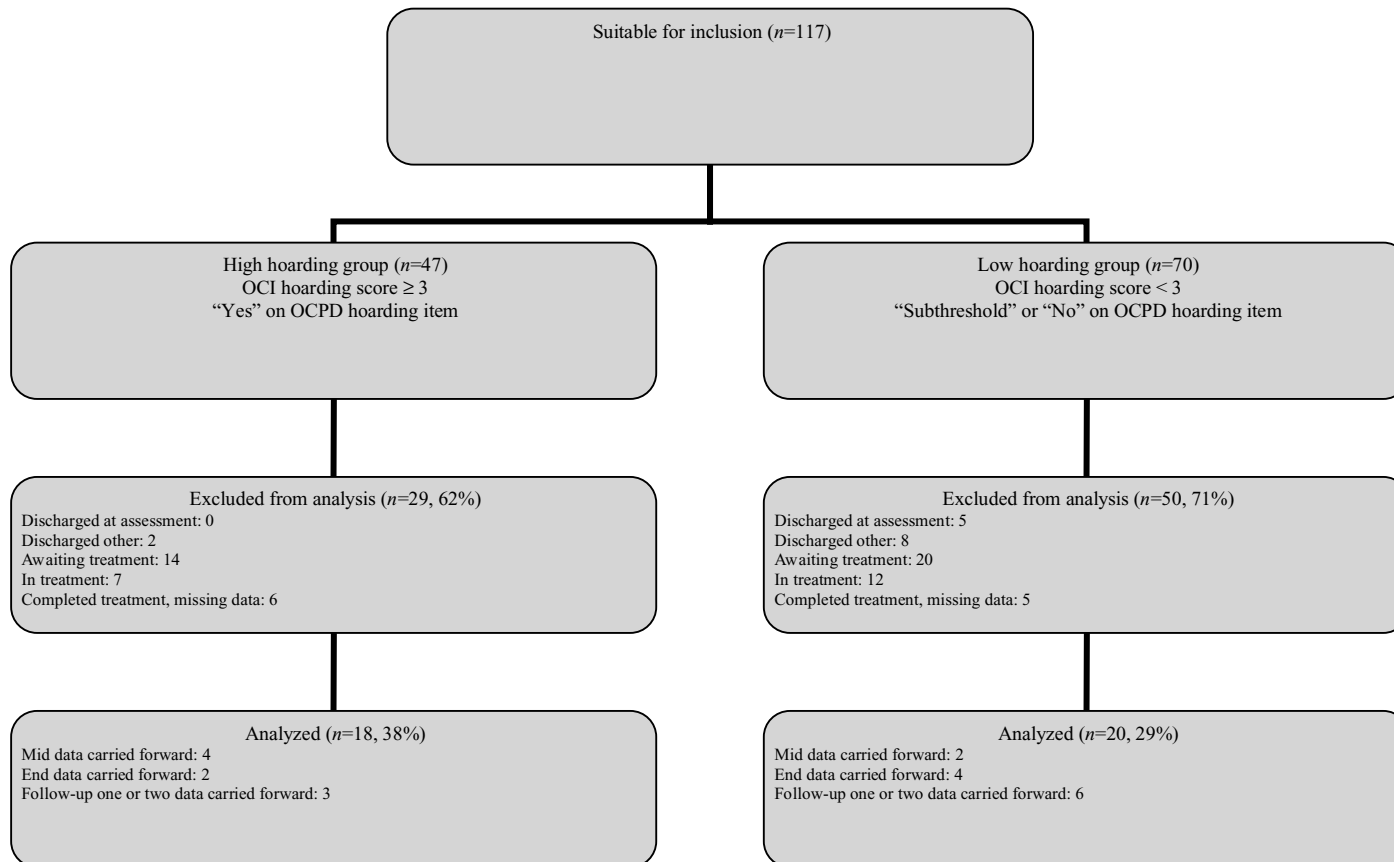 Suitable for inclusion (n=117)
High hoarding group (n=47)
OCI hoarding score ≥ 3
“Yes” on OCPD hoarding item
Low hoarding group (n=70)
OCI hoarding score < 3
“Subthreshold” or “No” on OCPD hoarding item
Excluded from analysis (n=29, 62%)
Discharged at assessment: 0
Discharged other: 2
Awaiting treatment: 14
In treatment: 7
Completed treatment, missing data: 6
Excluded from analysis (n=50, 71%)
Discharged at assessment: 5
Discharged other: 8
Awaiting treatment: 20
In treatment: 12
Completed treatment, missing data: 5
Analyzed (n=18, 38%)
Mid data carried forward: 4
End data carried forward: 2
Follow-up one or two data carried forward: 3
Analyzed (n=20, 29%)
Mid data carried forward: 2
End data carried forward: 4
Follow-up one or two data carried forward: 6